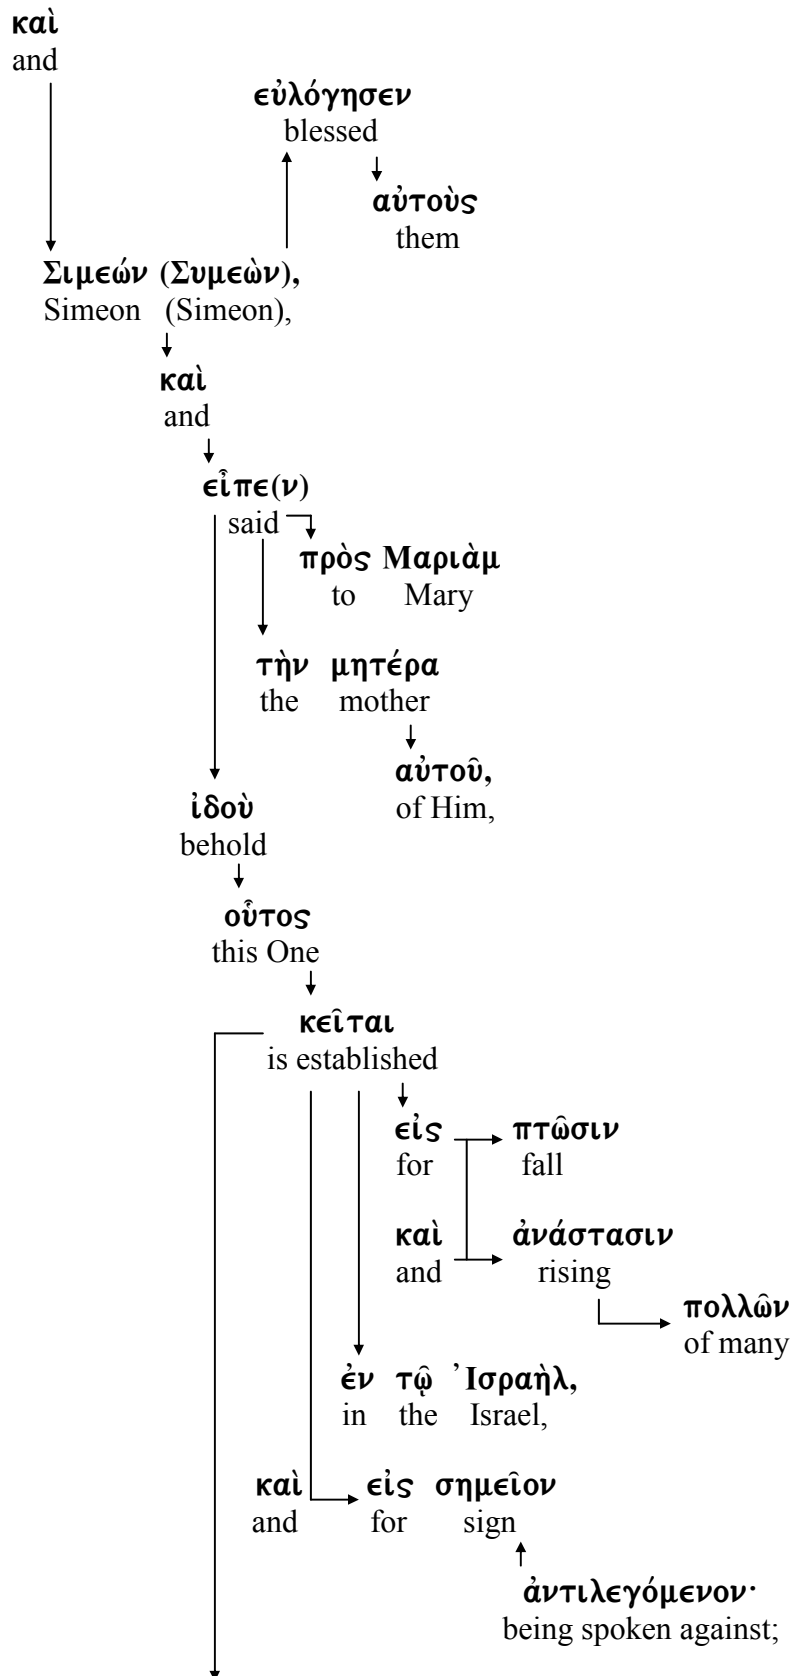 καὶ
and
εὐλόγησεν
blessed
αὐτοὺς
them
Σιμεών (Συμεὼν),
Simeon (Simeon),
καὶ
and
εἶπε(ν)
said
πρὸς Μαριὰμ
to Mary
τὴν μητέρα
the mother
αὐτοῦ,
of Him,
ἰδοὺ
behold
οὗτος
this One
κεῖται
is established
εἰς πτῶσιν
for fall
καὶ ἀνάστασιν
and rising
πολλῶν
of many
ἐν τῷ Ἰσραὴλ,
in the Israel,
καὶ εἰς σημεῖον
and for sign
ἀντιλεγόμενον·
being spoken against;